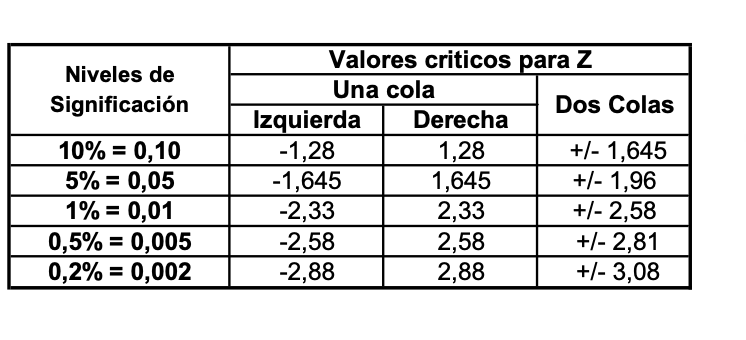 Niveles de Significación
Valores criticos para Z
Una cola
Dos Colas
Izquierda
Derecha
10% = 0,10 -1,28 1,28 +/- 1,645
5% = 0,05 -1,645 1,645 +/- 1,96
1% = 0,01 -2,33 2,33 +/- 2,58
0,5% = 0,005 -2,58 2,58 +/- 2,81
0,2% = 0,002 -2,88 2,88 +/- 3,08